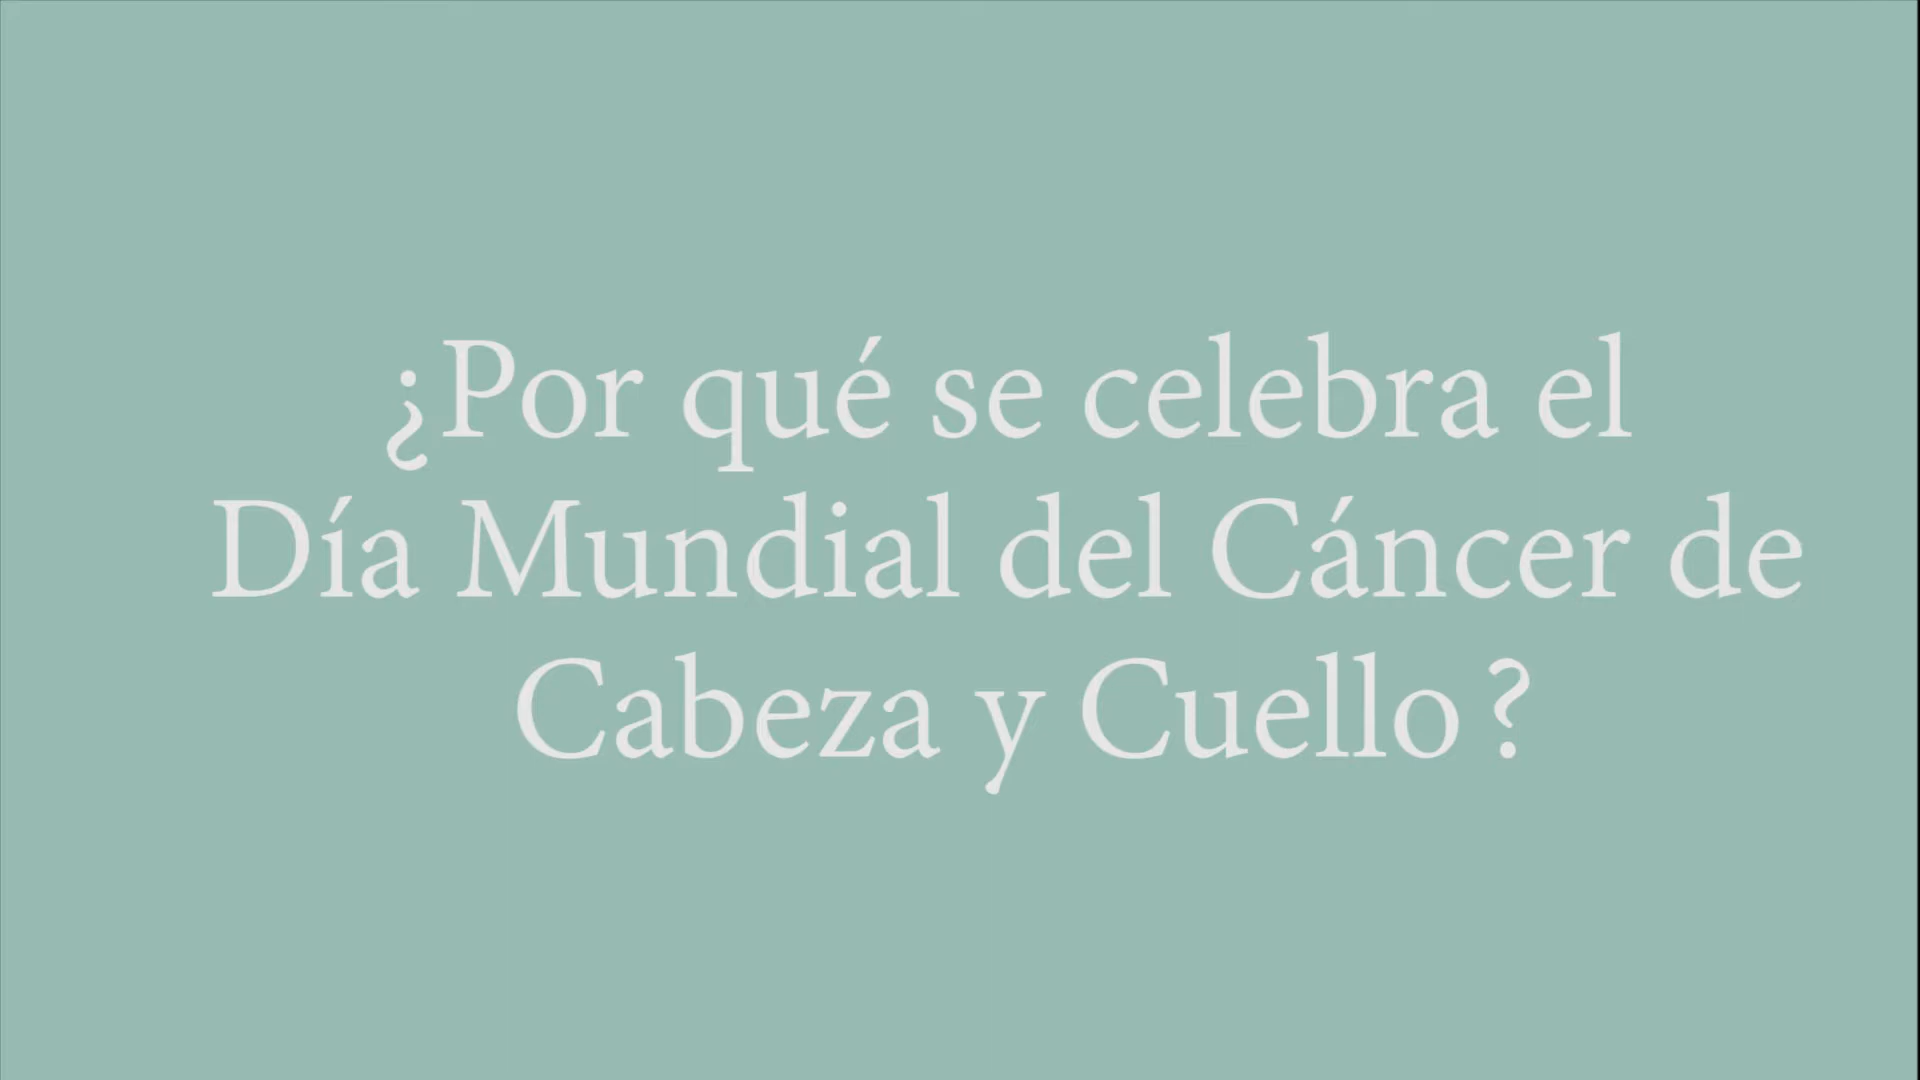 ¿Por qué se celebra el
Día Mundial del Cáncer de
Cabeza y Cuello ?